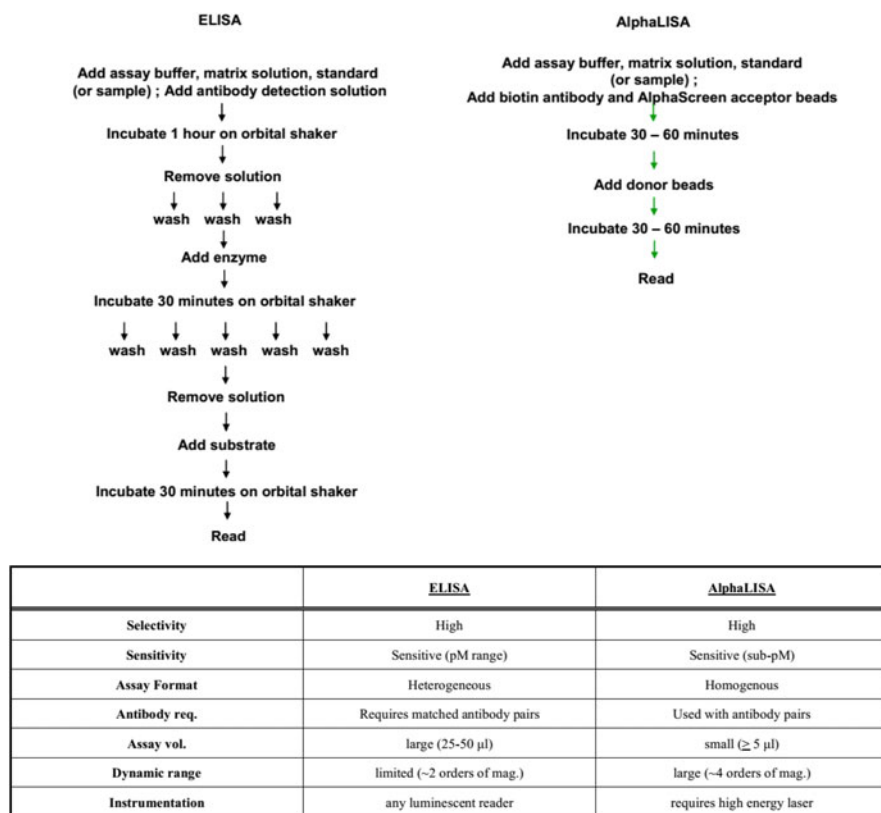 ELISA
Add assay buffer, matrix solution, standard
(or sample) ; Add antibody detection solution
Incubate 1 hour on orbital shaker
Remove solution
wash wash wash
Add enzyme
Incubate 30 minutes on orbital shaker
wash wash wash wash wash
Remove solution
Add substrate
Incubate 30 minutes on orbital shaker
Read
AlphaLISA
Add assay buffer, matrix solution, standard
(or sample) ;
Add biotin antibody and AlphaScreen acceptor beads
Incubate 30 – 60 minutes
Add donor beads
Incubate 30 – 60 minutes
Read
ELISA AlphaLISA
Selectivity High High
Sensitivity Sensitive (pM range) Sensitive (sub-pM)
Assay Format Heterogeneous Homogenous
Antibody req. Requires matched antibody pairs Used with antibody pairs
Assay vol. large (25-50 µl) small (≥ 5 µl)
Dynamic range limited (~2 orders of mag.) large (~4 orders of mag.)
Instrumentation any luminescent reader requires high energy laser